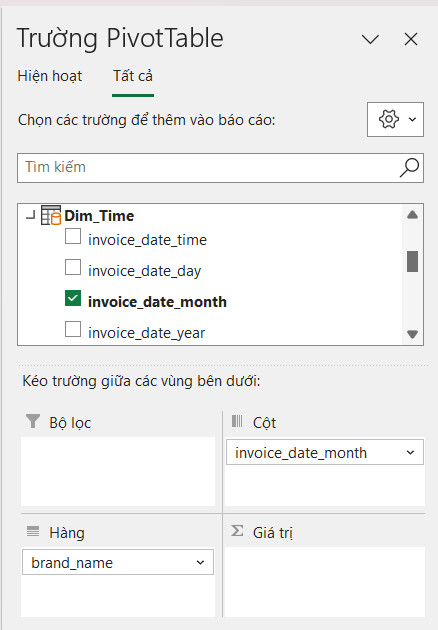 Trường PivotTable
Hiện hoạt Tất cả
Chọn các trường để thêm vào báo cáo:
Tìm kiếm
Dim_Time
invoice_date_time
invoice_date_day
invoice_date_month
invoice_date_year
Kéo trường giữa các vùng bên dưới:
Bộ lọc
Cột
invoice_date_month
Hàng
Giá trị
brand_name